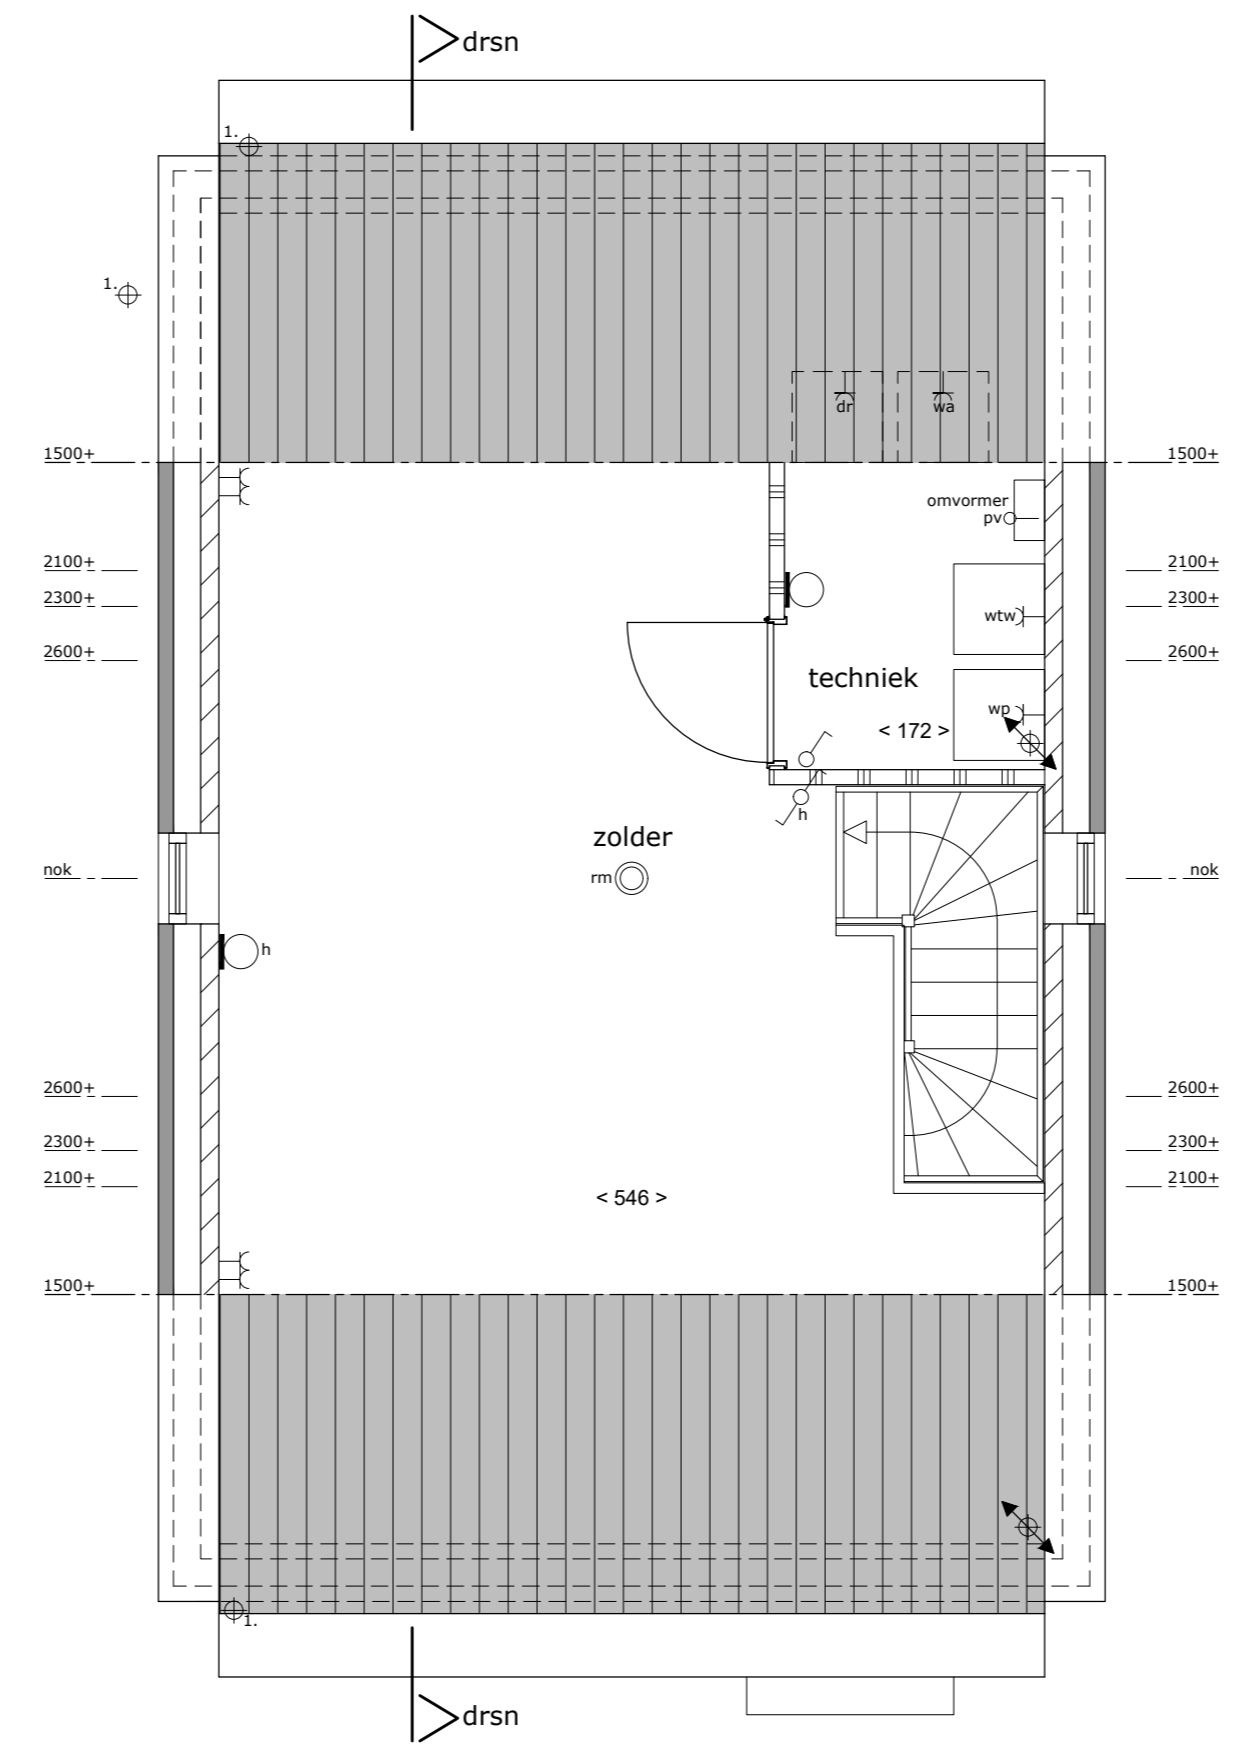 drsn
1.
1.
dr wa
1500+ 1500+
omvormer
pv
2100+ 2100+
2300+ 2300+
wtw
2600+ 2600+
techniek
wp
< 172 >
h
zolder
nok rm nok
h
2600+ 2600+
2300+ 2300+
2100+ 2100+
< 546 >
1500+ 1500+
1.
drsn